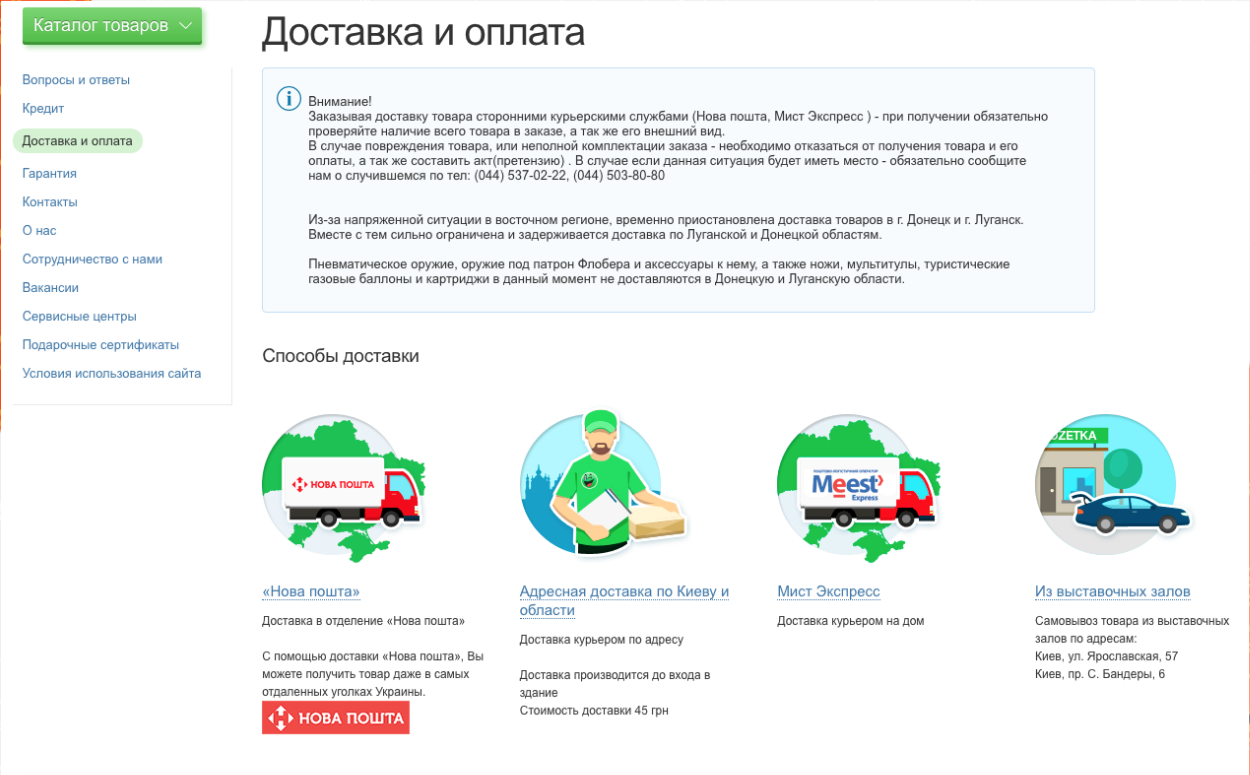 Каталог товаров
Доставка и оплата
Вопросы и ответы
Кредит
Доставка и оплата
Гарантия
Контакты
О нас
Сотрудничество с нами
Вакансии
Сервисные центры
Подарочные сертификаты
Условия использования сайта
Внимание!
Заказывая доставку товара сторонними курьерскими службами (Нова пошта, Мист Экспресс ) - при получении обязательно
проверяйте наличие всего товара в заказе, а так же его внешний вид.
В случае повреждения товара, или неполной комплектации заказа - необходимо отказаться от получения товара и его
оплаты, а так же составить акт(претензию) . В случае если данная ситуация будет иметь место - обязательно сообщите
нам о случившемся по тел: (044) 537-02-22, (044) 503-80-80
Из-за напряженной ситуации в восточном регионе, временно приостановлена доставка товаров в г. Донецк и г. Луганск.
Вместе с тем сильно ограничена и задерживается доставка по Луганской и Донецкой областям.
Пневматическое оружие, оружие под патрон Флобера и аксессуары к нему, а также ножи, мультитулы, туристические
газовые баллоны и картриджи в данный момент не доставляются в Донецкую и Луганскую области.
Способы доставки
НОВА ПОШТА
«Нова пошта»
Доставка в отделение «Нова пошта»
С помощью доставки «Нова пошта», Вы
можете получить товар даже в самых
отдаленных уголках Украины.
НОВА ПОШТА
Адресная доставка по Киеву и
области
Доставка курьером по адресу
Доставка производится до входа в
здание
Стоимость доставки 45 грн
ПОШТОВО-ЛОГІСТИЧНИЙ ОПЕРАТОР
Meest
Express
Мист Экспресс
Доставка курьером на дом
OZETKA
Из выставочных залов
Самовывоз товара из выставочных
залов по адресам:
Киев, ул. Ярославская, 57
Киев, пр. С. Бандеры, 6